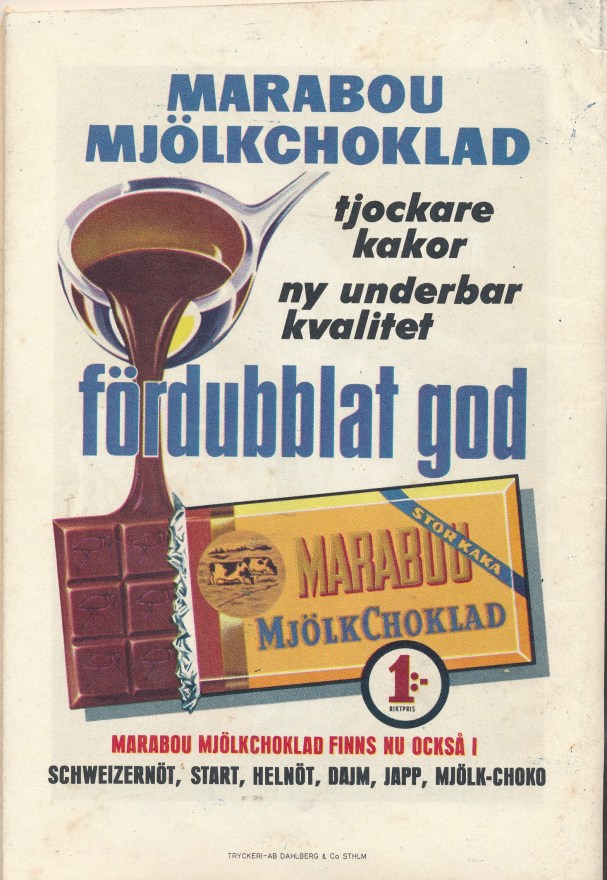 MARABOU
MJÖLKCHOKLAD
tjockare
kakor
ny underbar
kvalitet
fördubblat god
STOR KAKA
MARABOU
MJÖLKCHOKLAD
1:-
RIKTPRIS
MARABOU MJÖLKCHOKLAD FINNS NU OCKSÅ I
SCHWEIZERNÖT, START, HELNÖT, DAJM, JAPP, MJÖLK-CHOKO
TRYCKERI-AB DAHLBERG & Co STHLM